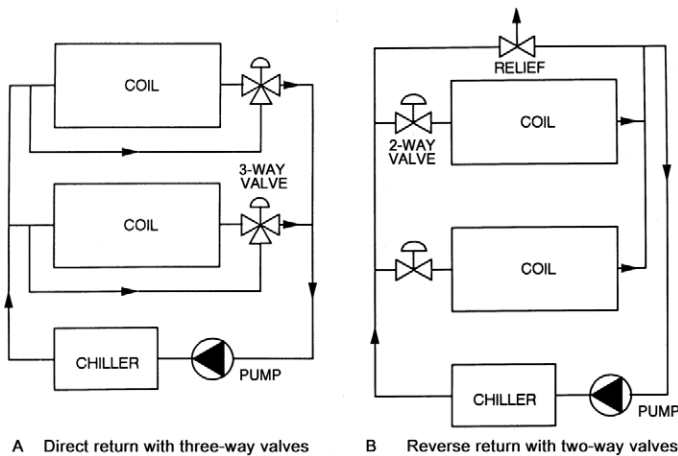 COIL
3-WAY
VALVE
COIL
CHILLER
PUMP
A Direct return with three-way valves
RELIEF
2-WAY
VALVE
COIL
COIL
CHILLER
PUMP
B Reverse return with two-way valves